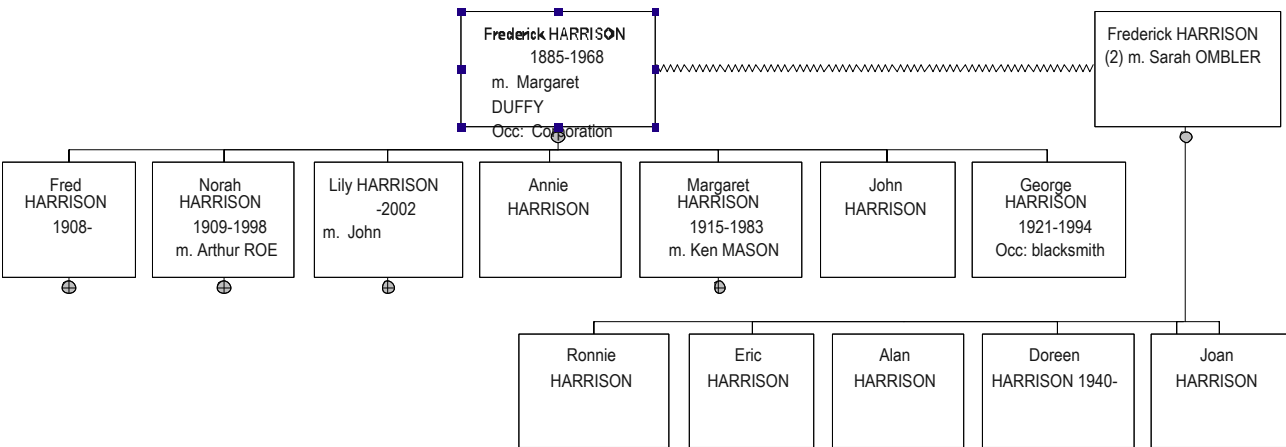 Frederick HARRISON
1885-1968
m. Margaret
DUFFY
Occ: Corporation
Frederick HARRISON
(2) m. Sarah OMBLER
Fred
HARRISON
1908-
Norah
HARRISON
1909-1998
m. Arthur ROE
Lily HARRISON
-2002
m. John
Annie
HARRISON
Margaret
HARRISON
1915-1983
m. Ken MASON
John
HARRISON
George
HARRISON
1921-1994
Occ: blacksmith
Ronnie
HARRISON
Eric
HARRISON
Alan
HARRISON
Doreen
HARRISON 1940-
Joan
HARRISON